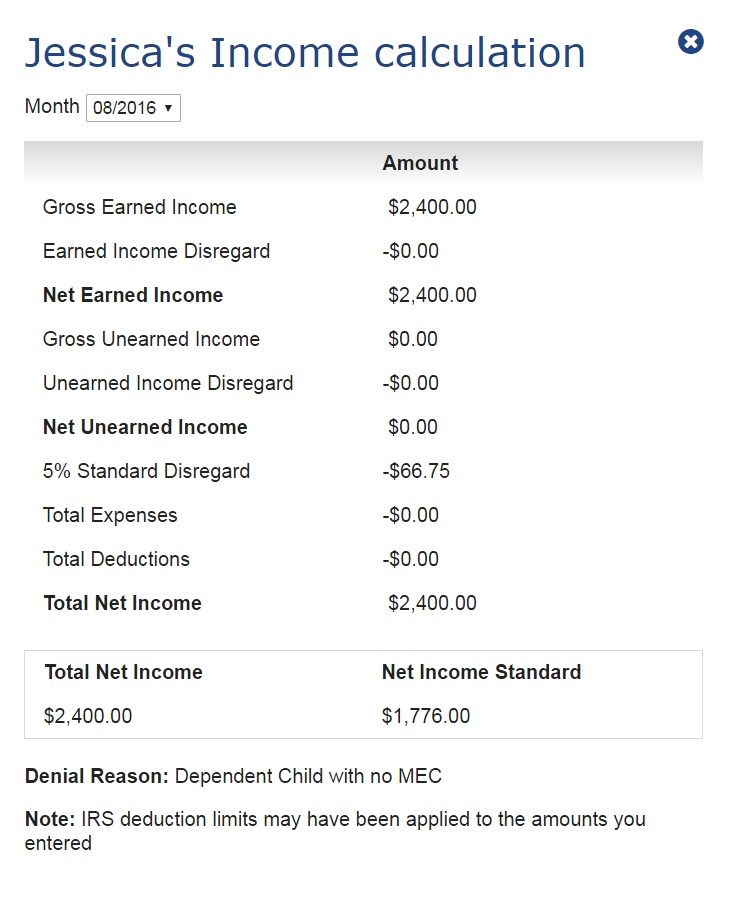 Jessica's Income calculation
Month 08/2016
Amount
Gross Earned Income $2,400.00
Earned Income Disregard -$0.00
Net Earned Income $2,400.00
Gross Unearned Income $0.00
Unearned Income Disregard -$0.00
Net Unearned Income $0.00
5% Standard Disregard -$66.75
Total Expenses -$0.00
Total Deductions -$0.00
Total Net Income $2,400.00
Total Net Income Net Income Standard
$2,400.00 $1,776.00
Denial Reason: Dependent Child with no MEC
Note: IRS deduction limits may have been applied to the amounts you
entered